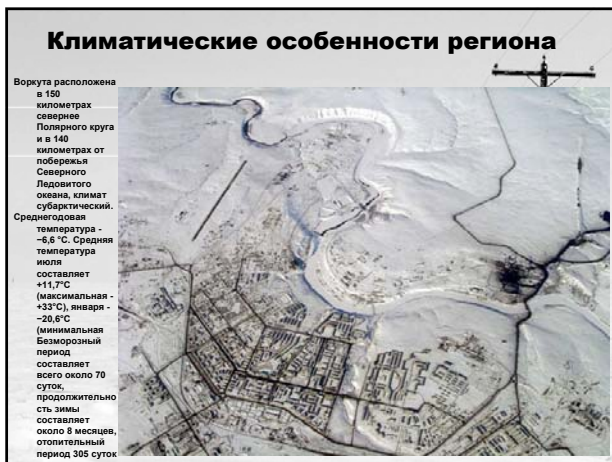 Климатические особенности региона
Воркута расположена
в 150
километрах
севернее
Полярного круга
и в 140
километрах от
побережья
Северного
Ледовитого
океана, климат
субарктический.
Среднегодовая
температура -
−6,6 °C. Средняя
температура
июля
составляет
+11,7°C
(максимальная -
+33°C), января -
−20,6°C
(минимальная
Безморозный
период
составляет
всего около 70
суток,
продолжительно
сть зимы
составляет
около 8 месяцев,
отопительный
период 305 суток